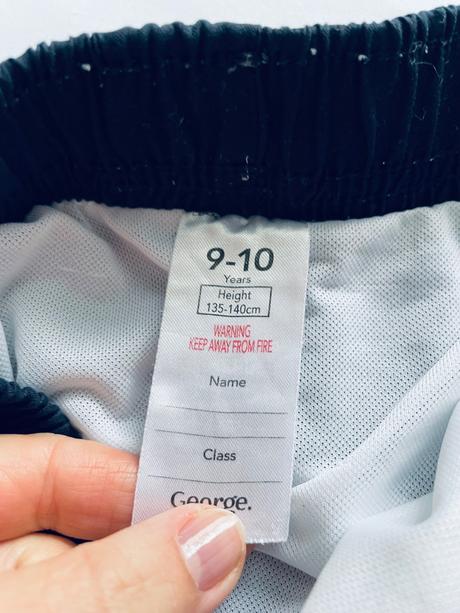 9-10
Years
Height
135-140cm
WARNING
KEEP AWAY FROM FIRE
Name
Class
George.